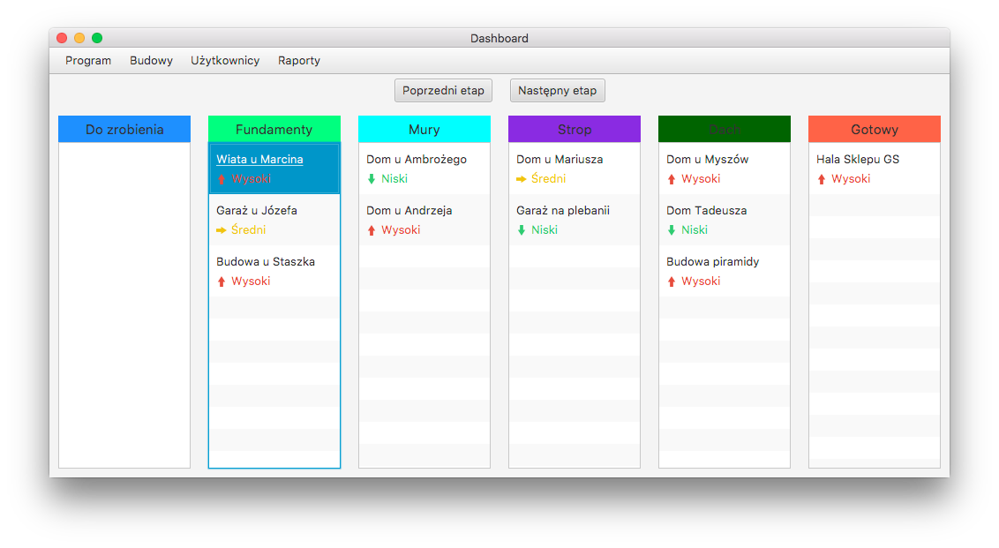 Dashboard
Program Budowy Użytkownicy Raporty
Poprzedni etap Następny etap
Do zrobienia
Fundamenty
Wiata u Marcina
Wysoki
Garaż u Józefa
Średni
Budowa u Staszka
Wysoki
Mury
Dom u Ambrożego
Niski
Dom u Andrzeja
Wysoki
Strop
Dom u Mariusza
Średni
Garaż na plebanii
Niski
Dach
Dom u Myszów
Wysoki
Dom Tadeusza
Niski
Budowa piramidy
Wysoki
Gotowy
Hala Sklepu GS
Wysoki